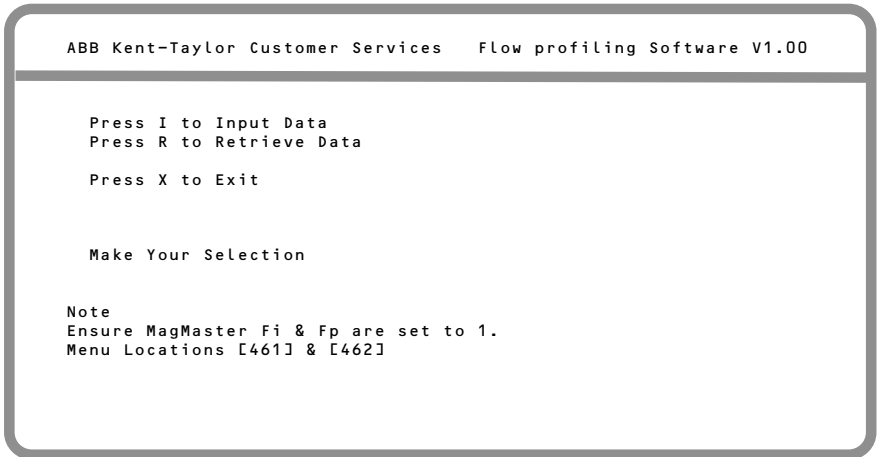 ABB Kent-Taylor Customer Services Flow profiling Software V1.00
Press I to Input Data
Press R to Retrieve Data
Press X to Exit
Make Your Selection
Note
Ensure MagMaster Fi & Fp are set to 1.
Menu Locations [461] & [462]